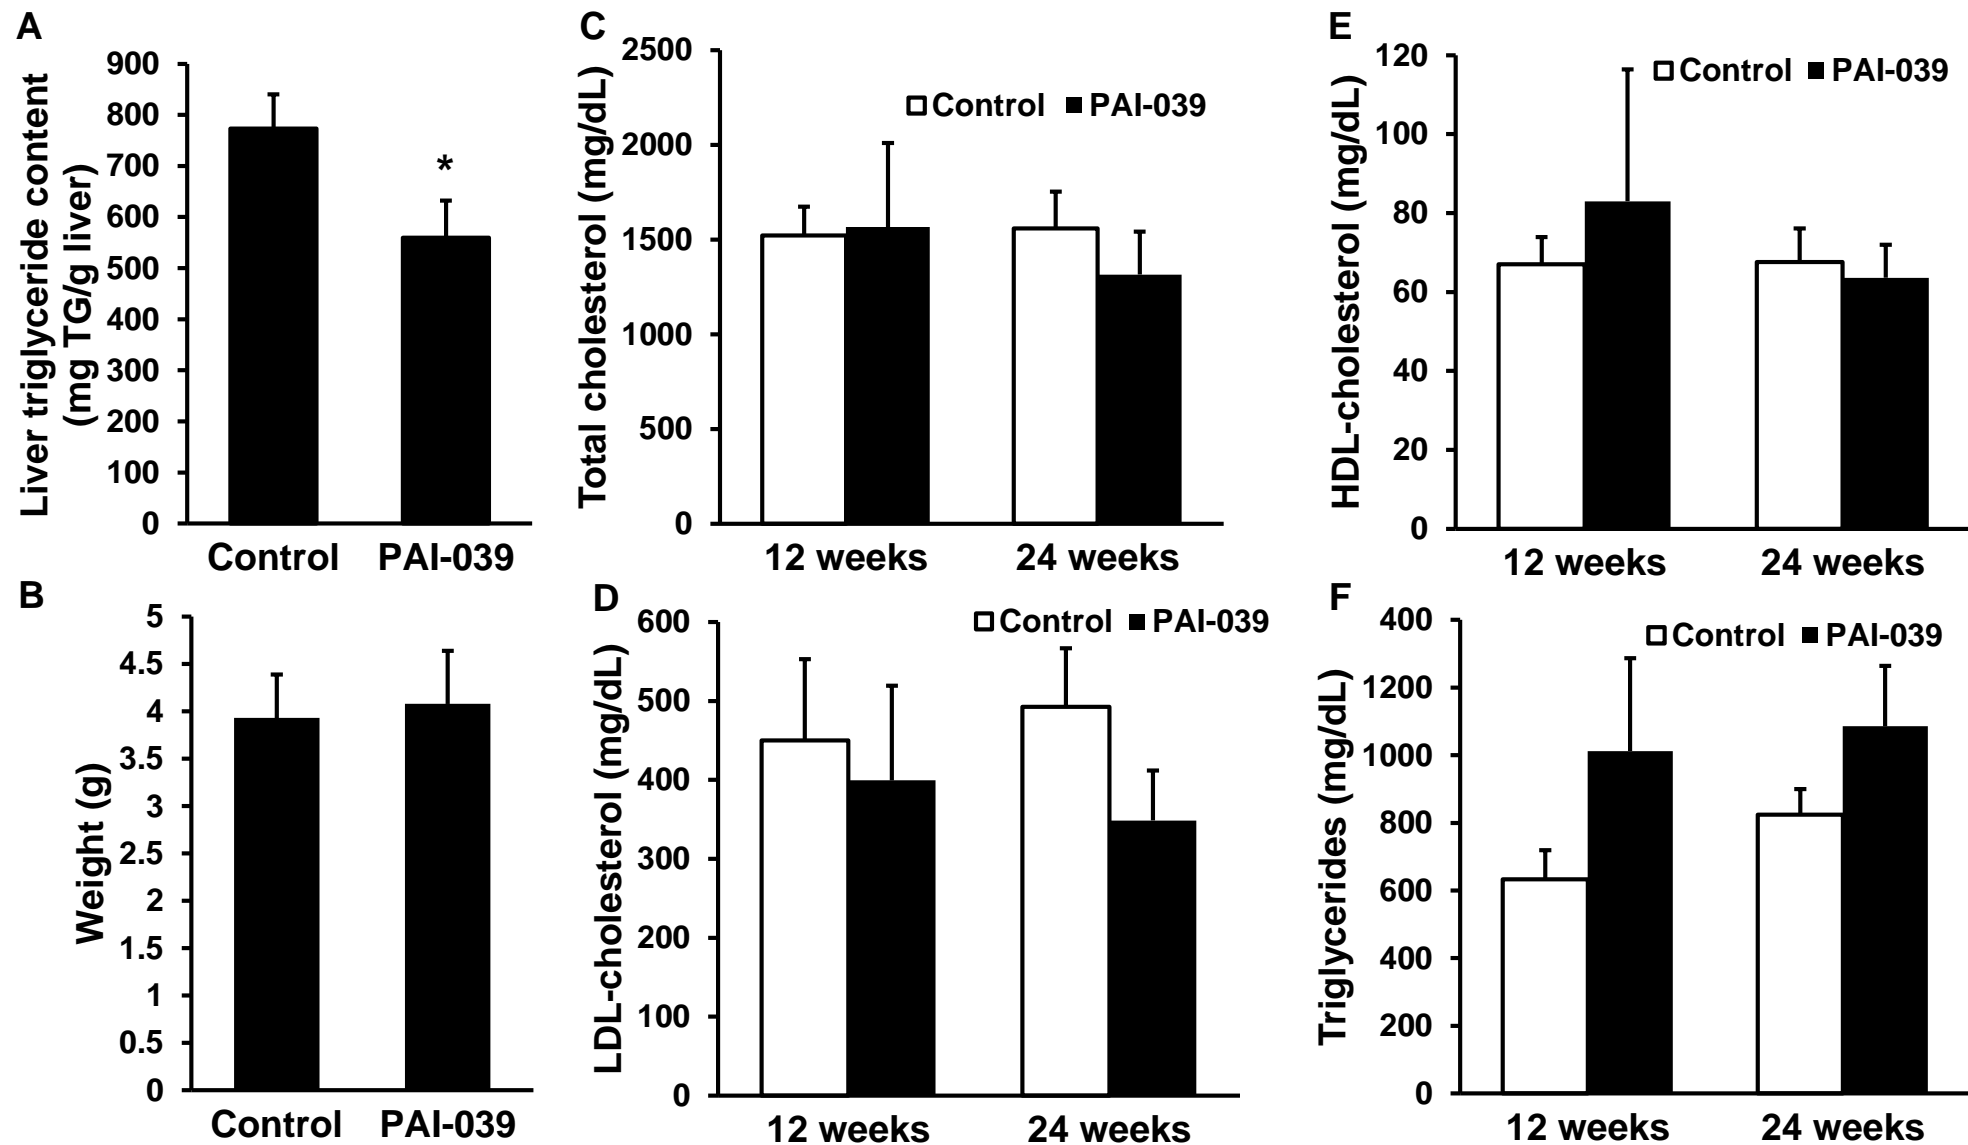 A
Liver triglyceride content
(mg TG/g liver)
900
800
700
600
500
400
300
200
100
0
*
Control PAI-039
B
Weight (g)
5
4.5
4
3.5
3
2.5
2
1.5
1
0.5
0
Control PAI-039
C
Total cholesterol (mg/dL)
2500
2000
1500
1000
500
0
Control PAI-039
12 weeks 24 weeks
D
LDL-cholesterol (mg/dL)
600
500
400
300
200
100
0
Control PAI-039
12 weeks 24 weeks
E
HDL-cholesterol (mg/dL)
120
100
80
60
40
20
0
Control PAI-039
12 weeks 24 weeks
F
Triglycerides (mg/dL)
400
1200
1000
800
600
400
200
0
Control PAI-039
12 weeks 24 weeks